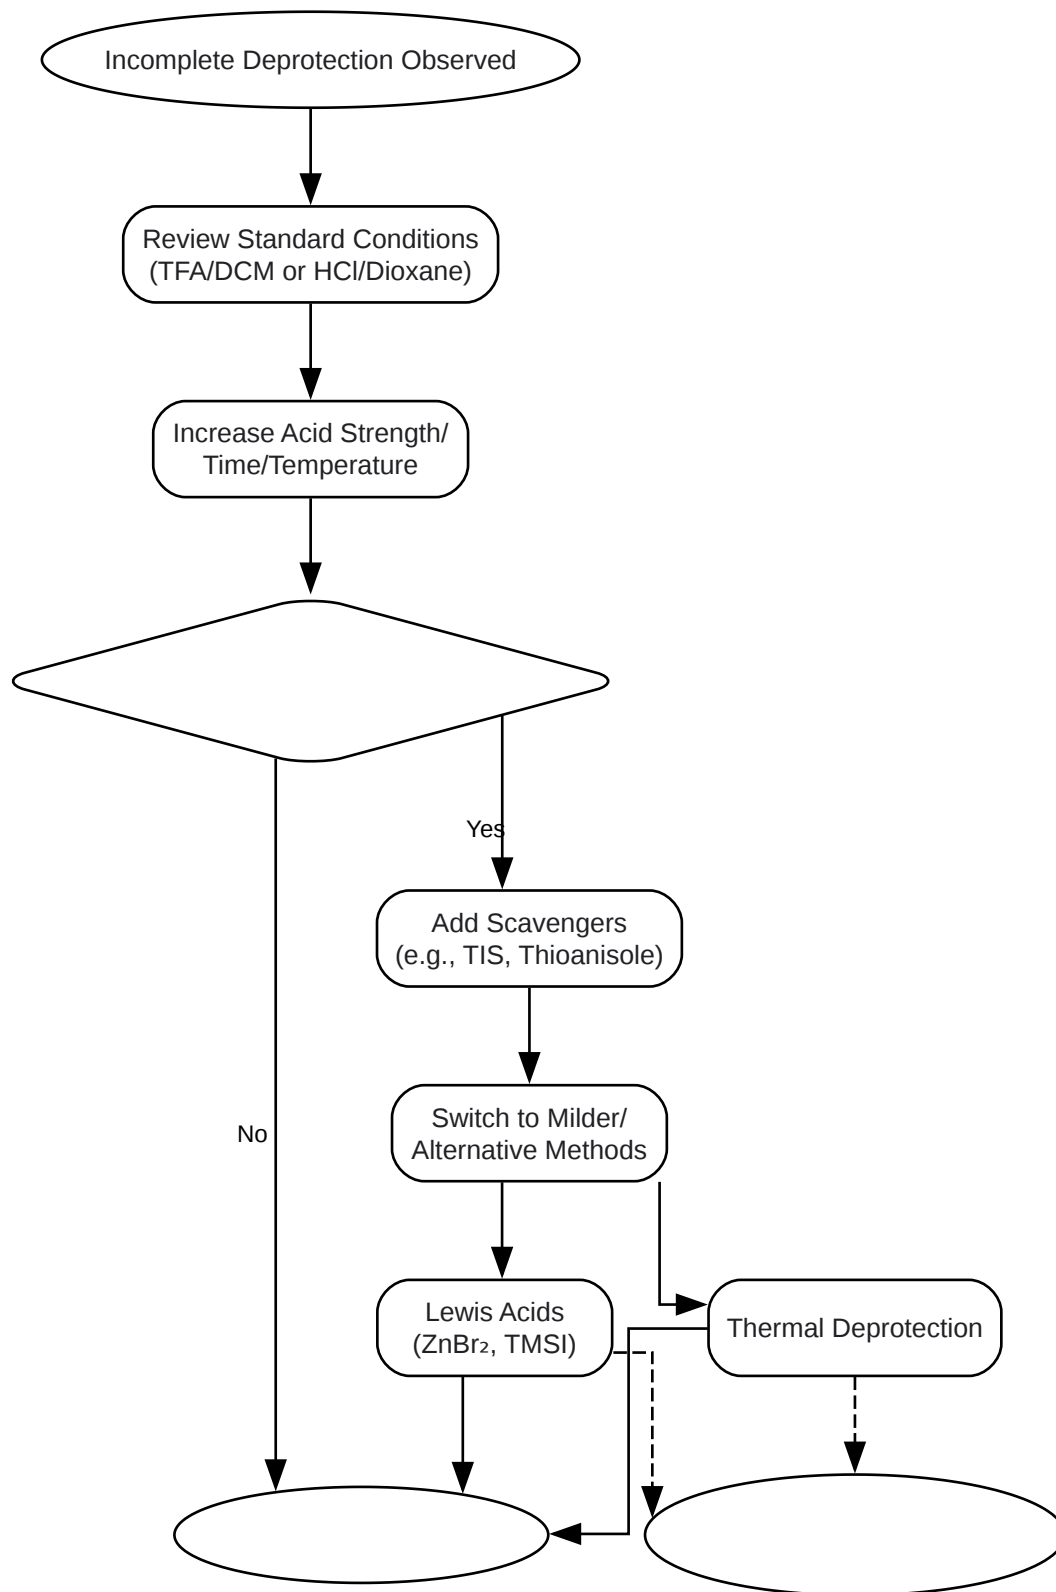 Incomplete Deprotection Observed
Review Standard Conditions
(TFA/DCM or HCl/Dioxane)
Increase Acid Strength/
Time/Temperature
Yes
Add Scavengers
(e.g., TIS, Thioanisole)
Switch to Milder/
Alternative Methods
No
Lewis Acids
(ZnBr₂, TMSI)
Thermal Deprotection